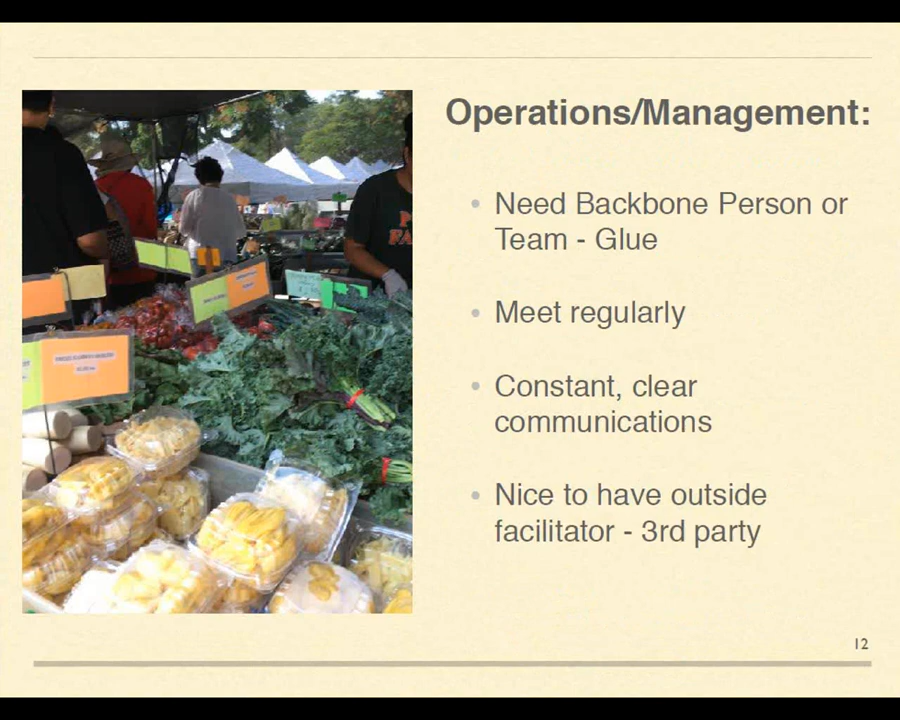 Operations/Management:
• Need Backbone Person or
Team - Glue
• Meet regularly
• Constant, clear
communications
• Nice to have outside
facilitator - 3rd party
12